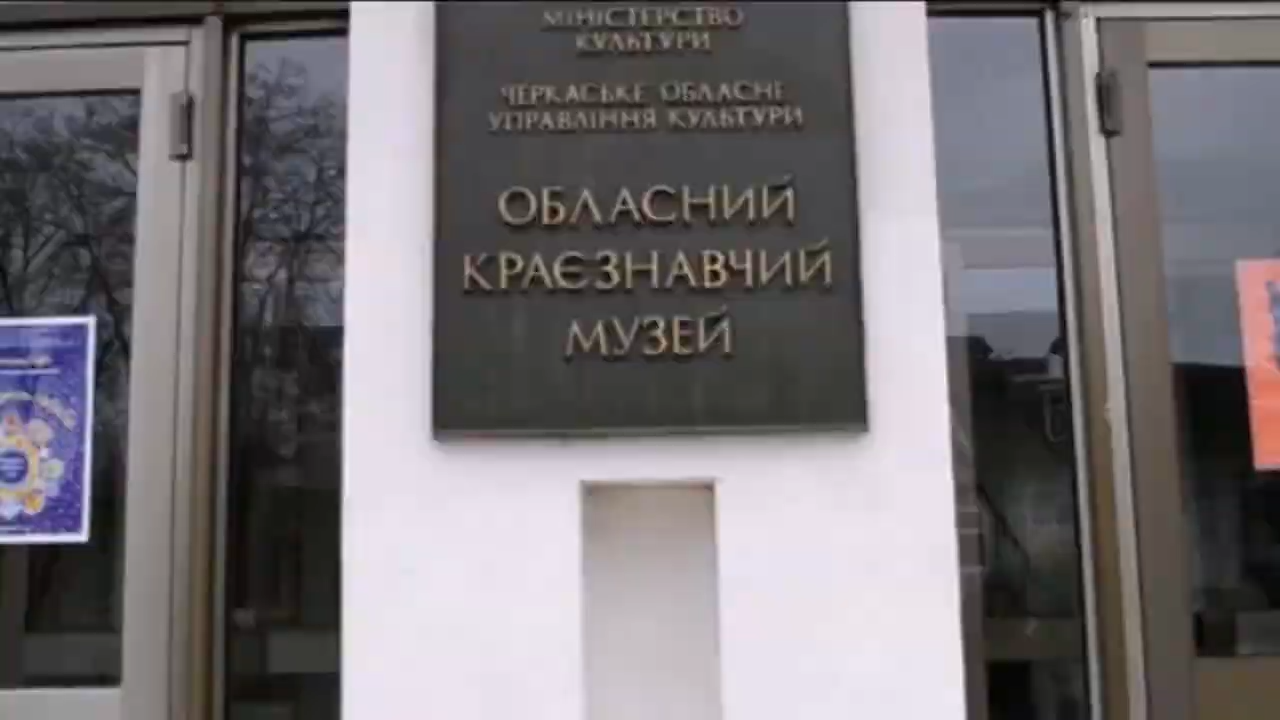 МІНІСТЕРСТВО
КУЛЬТУРИ
ЧЕРКАСЬКЕ ОБЛАСНЕ
УПРАВЛІННЯ КУЛЬТУРИ
ОБЛАСНИЙ
КРАЄЗНАВЧИЙ
МУЗЕЙ